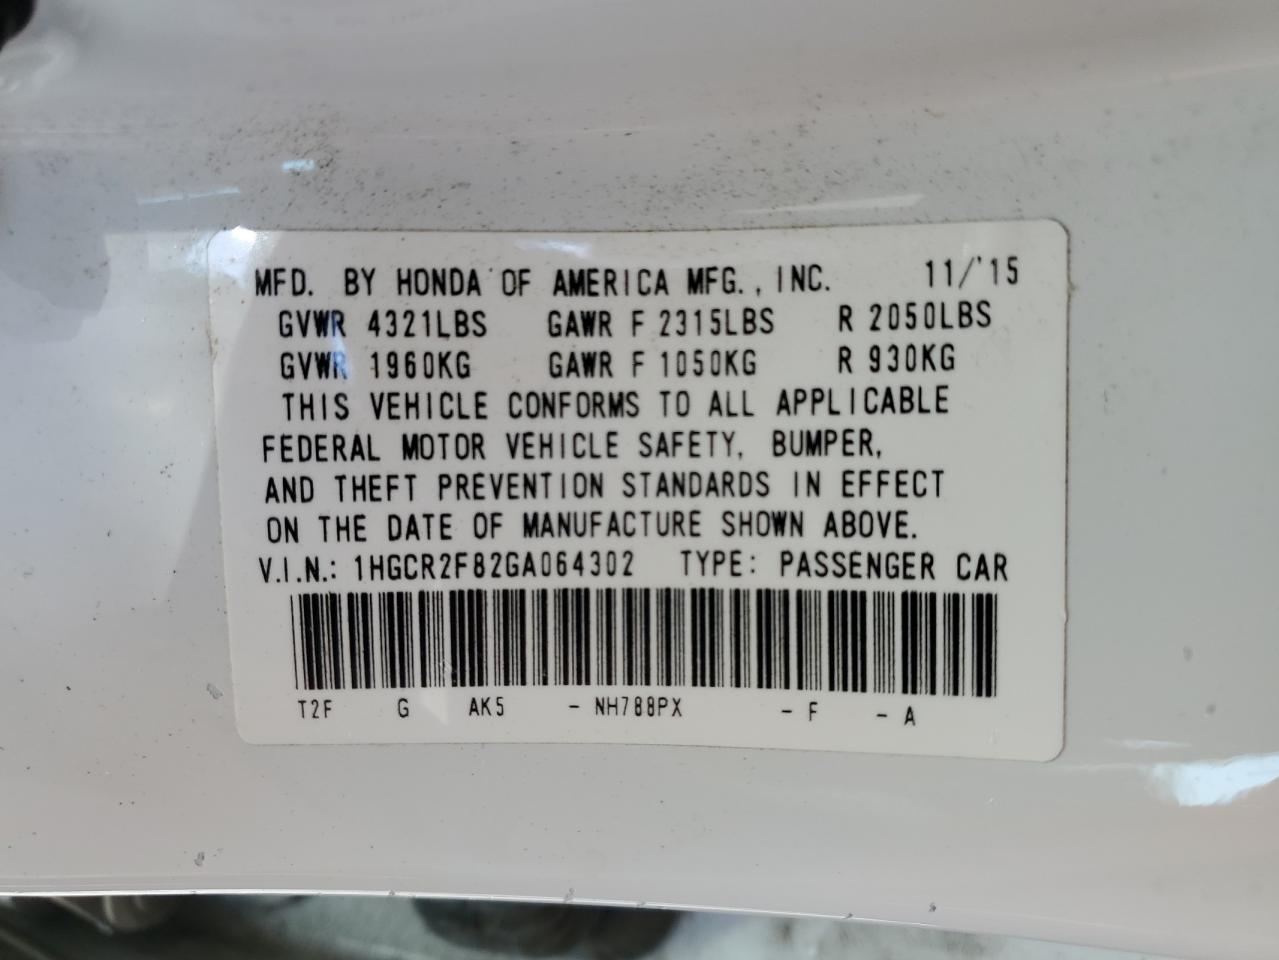 MFD. BY HONDA OF AMERICA MFG., INC. 11/'15
GVWR 4321LBS GAWR F 2315LBS R 2050LBS
GVWR 1960KG GAWR F 1050KG R 930KG
THIS VEHICLE CONFORMS TO ALL APPLICABLE
FEDERAL MOTOR VEHICLE SAFETY, BUMPER,
AND THEFT PREVENTION STANDARDS IN EFFECT
ON THE DATE OF MANUFACTURE SHOWN ABOVE.
V.I.N.: 1HGCR2F82GA064302 TYPE: PASSENGER CAR
T2F G AK5 - NH788PX - F - A